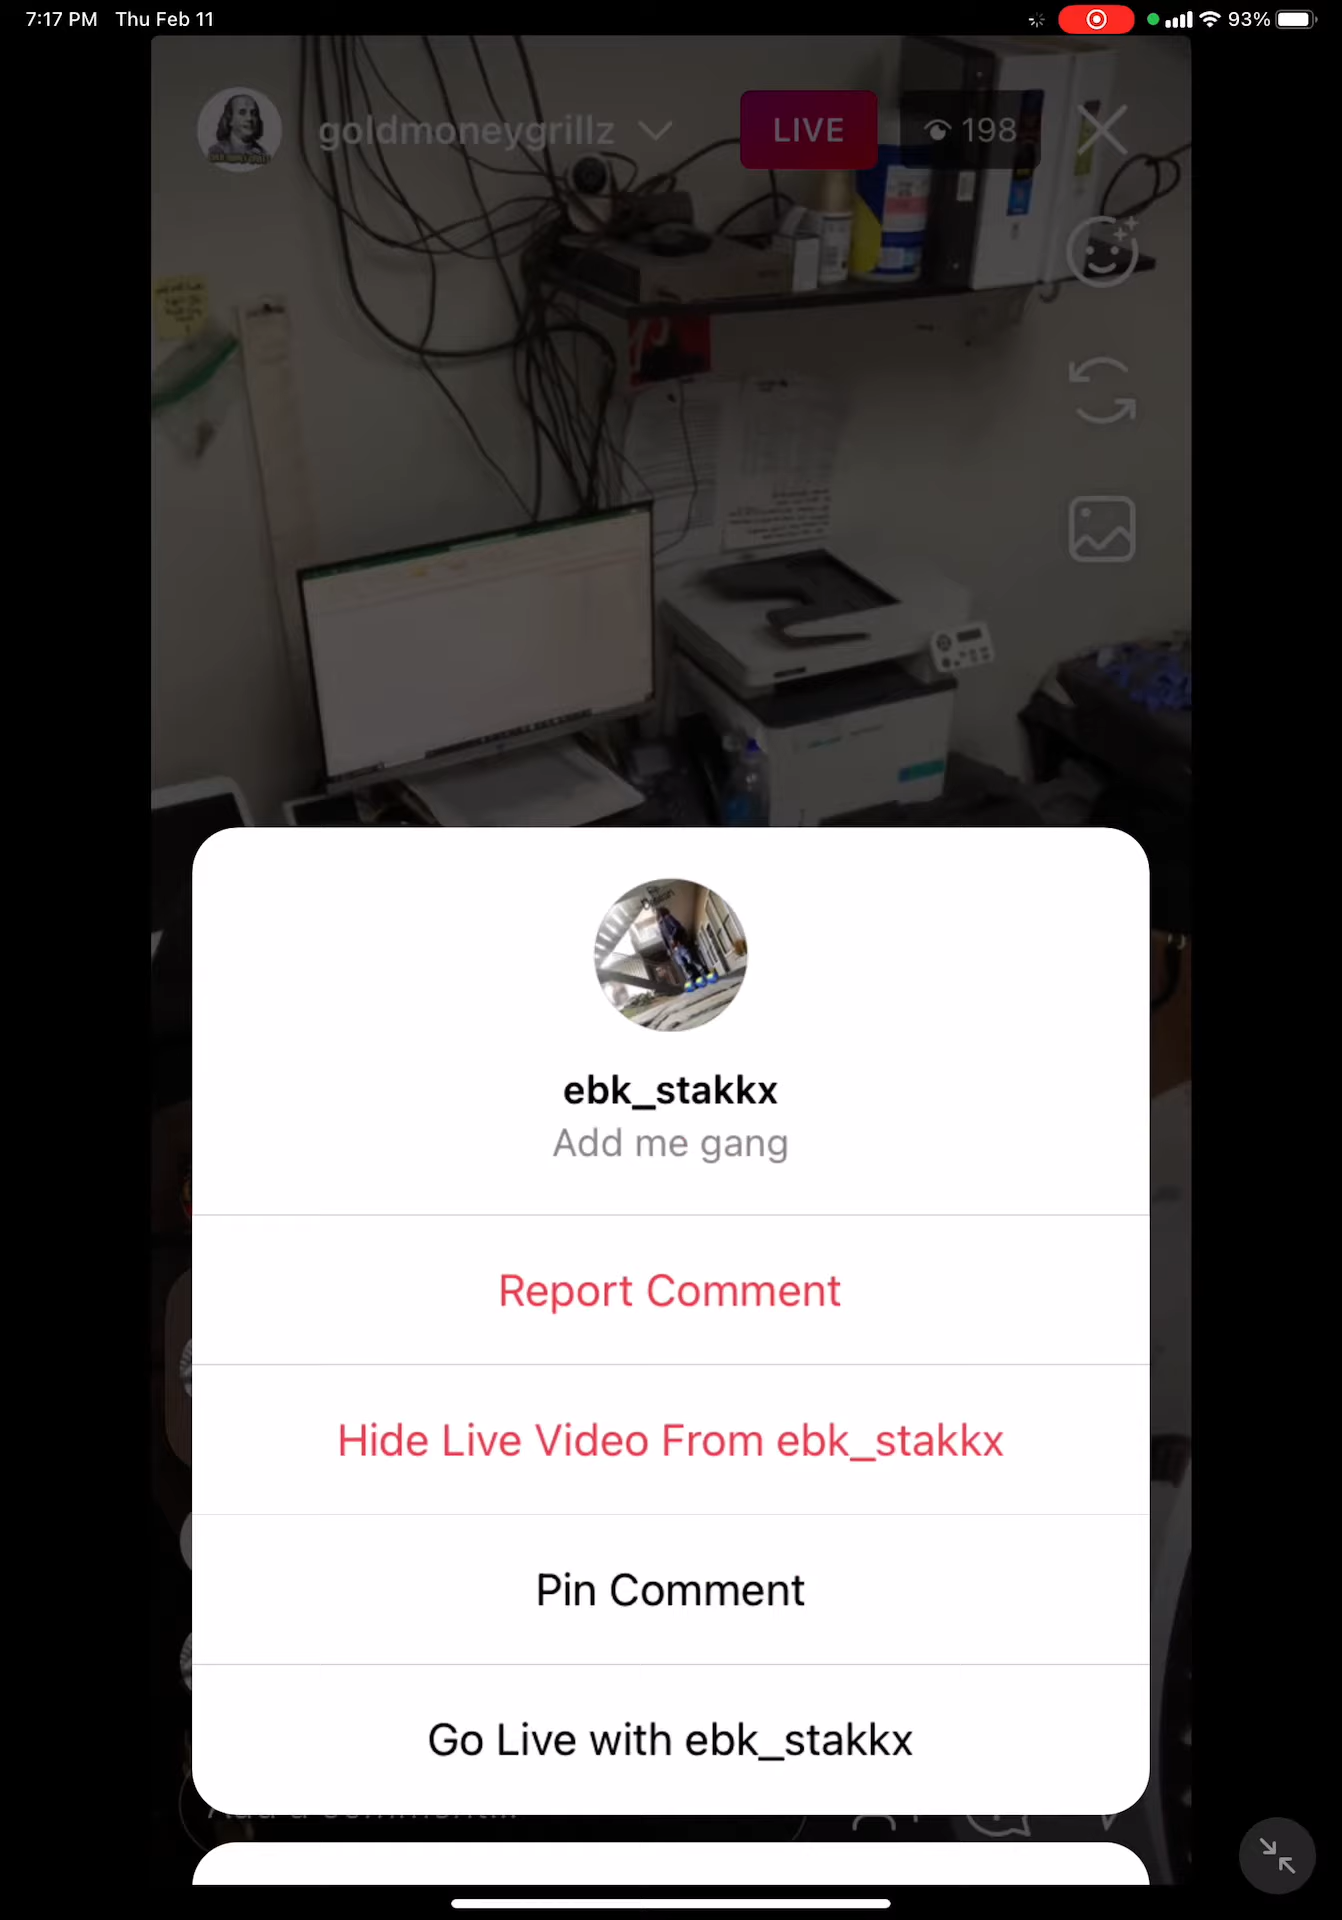 7:17 PM Thu Feb 11
93%
goldmoneygrillz
LIVE
198
ebk_stakkx
Add me gang
Report Comment
Hide Live Video From ebk_stakkx
Pin Comment
Go Live with ebk_stakkx